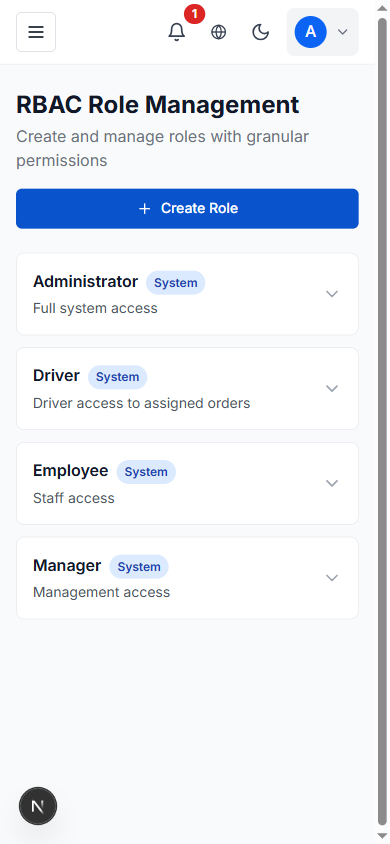 1
A
RBAC Role Management
Create and manage roles with granular
permissions
+ Create Role
Administrator System
Full system access
Driver System
Driver access to assigned orders
Employee System
Staff access
Manager System
Management access
N